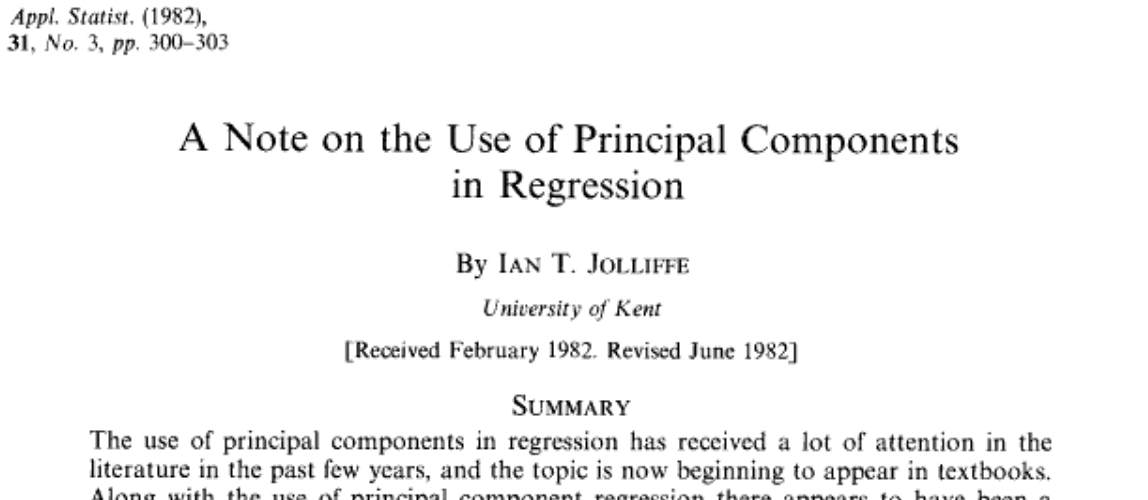 Appl. Statist. (1982),
31, No. 3, pp. 300–303
A Note on the Use of Principal Components
in Regression
By IAN T. JOLLIFFE
University of Kent
[Received February 1982. Revised June 1982]
SUMMARY
The use of principal components in regression has received a lot of attention in the
literature in the past few years, and the topic is now beginning to appear in textbooks.
Along with the use of principal component regression there appears to have been a